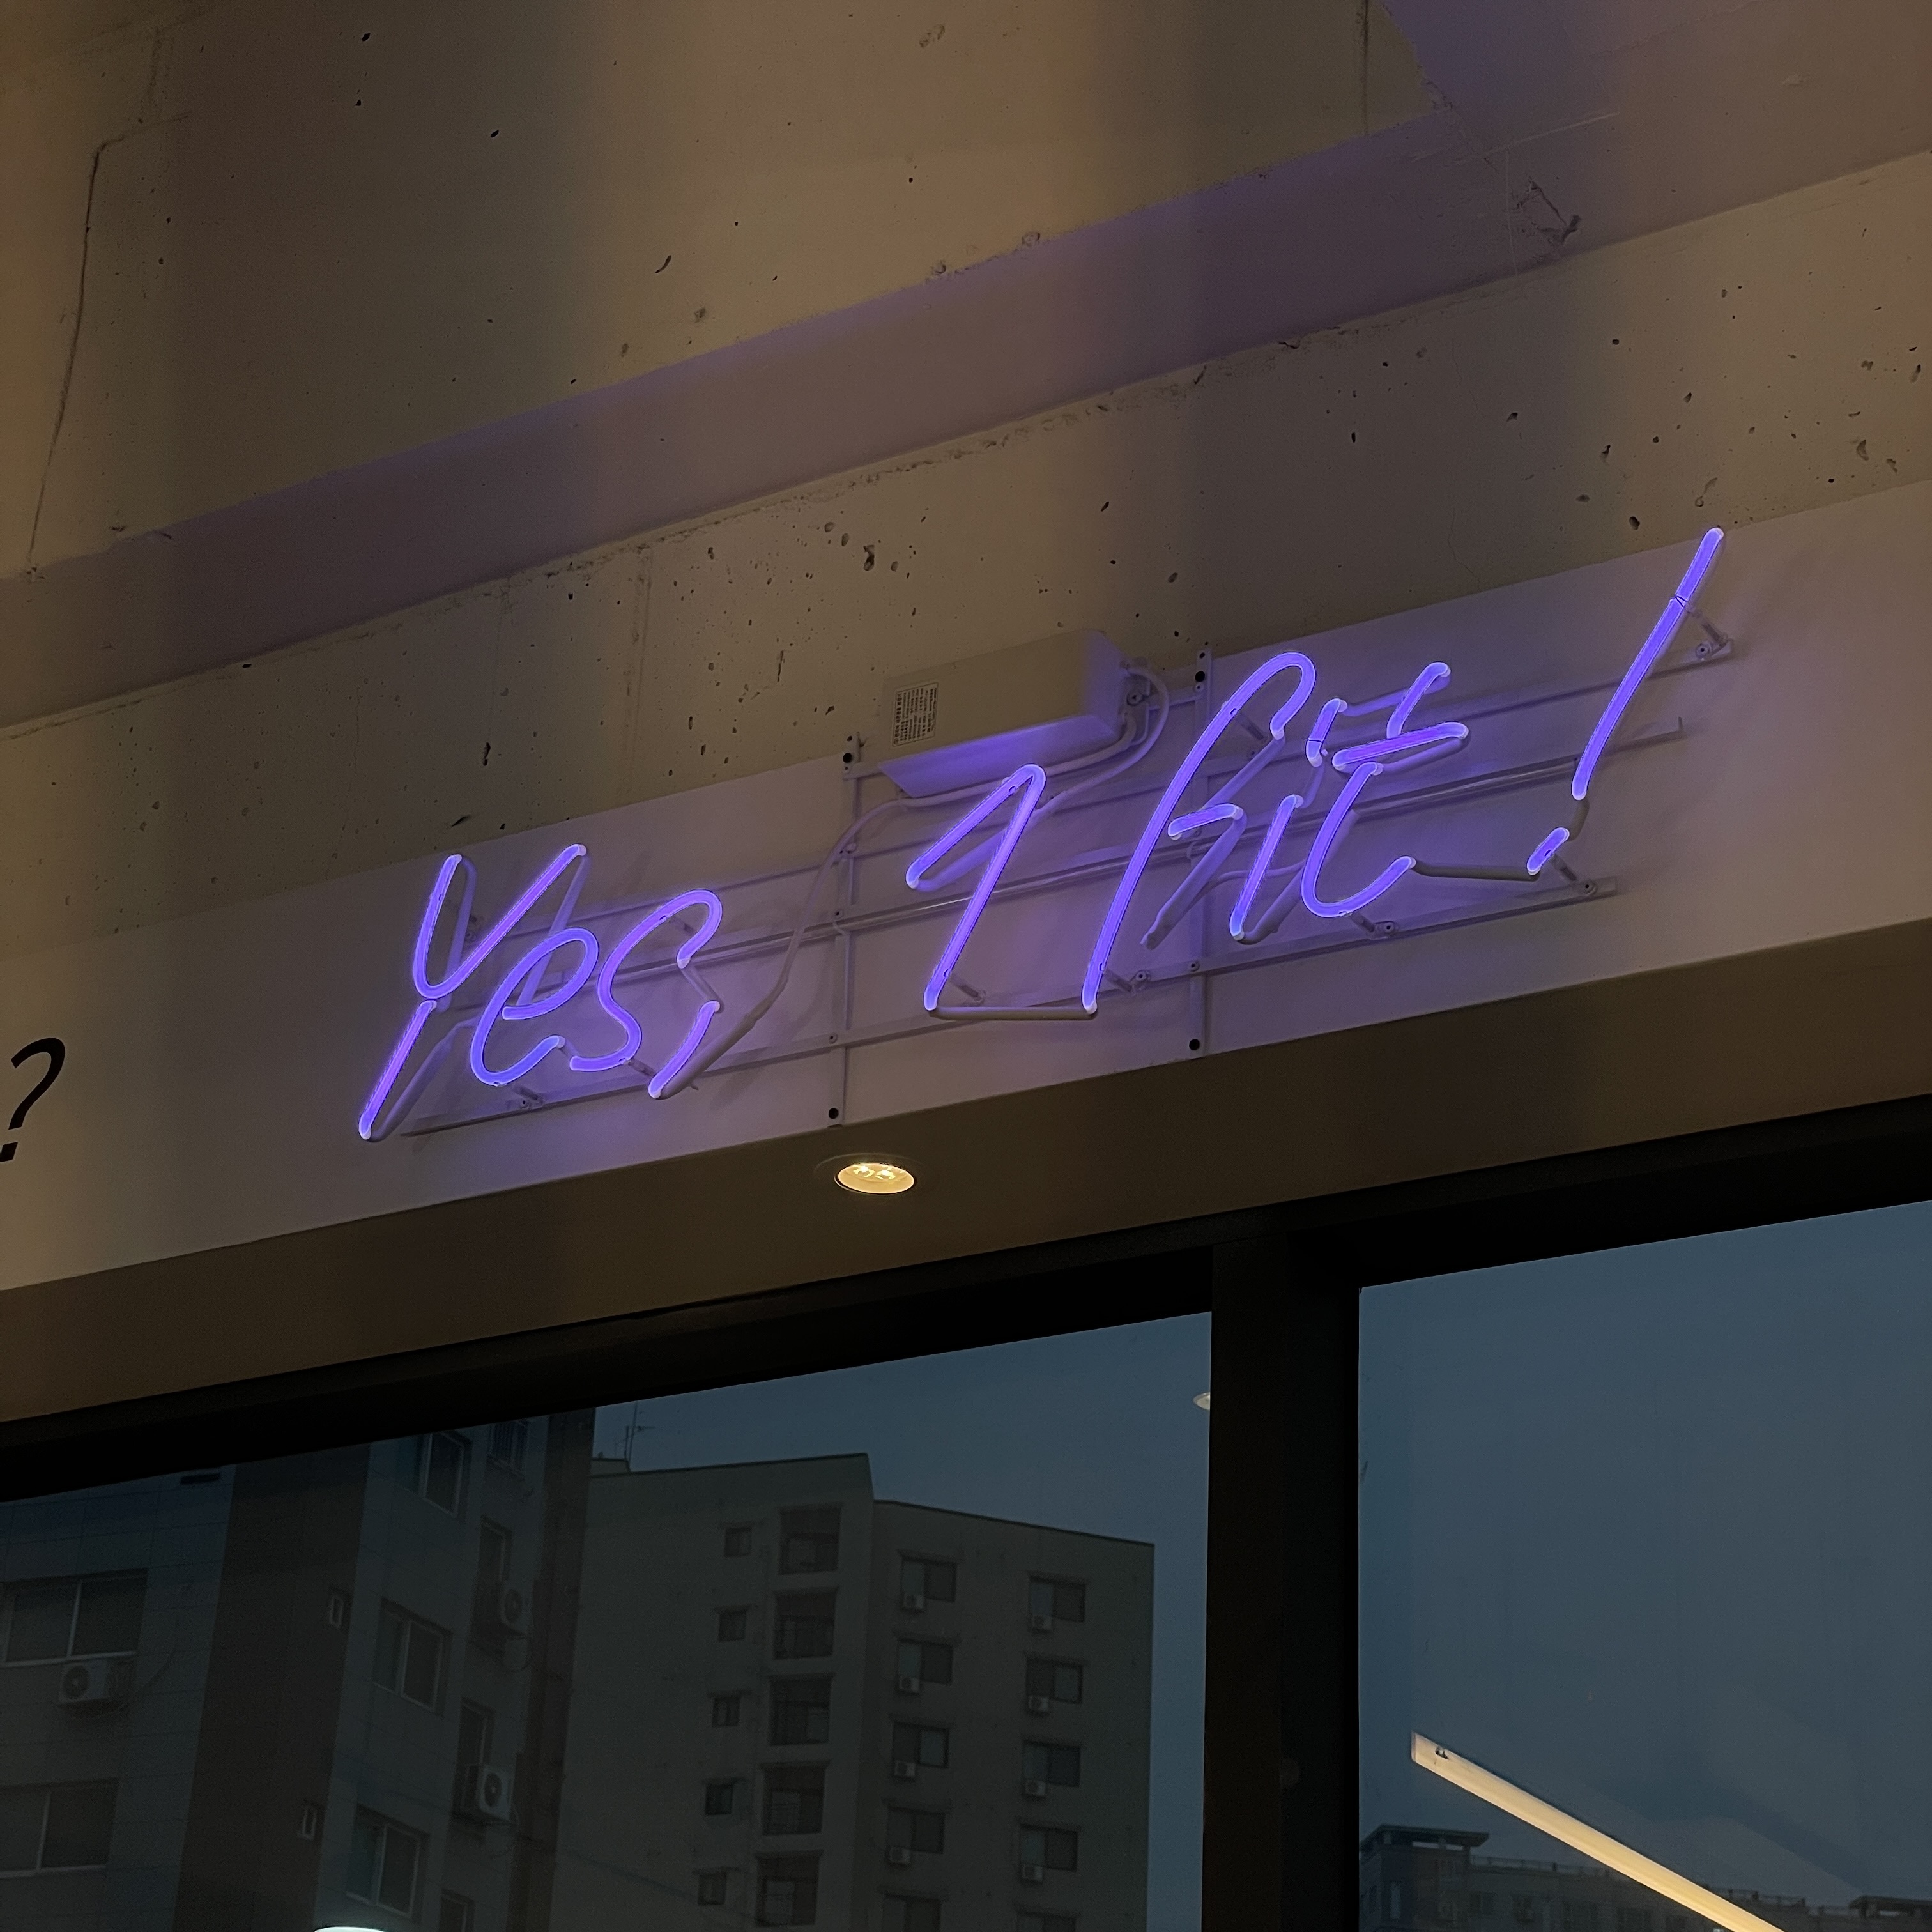 ?
Yes, I fit!